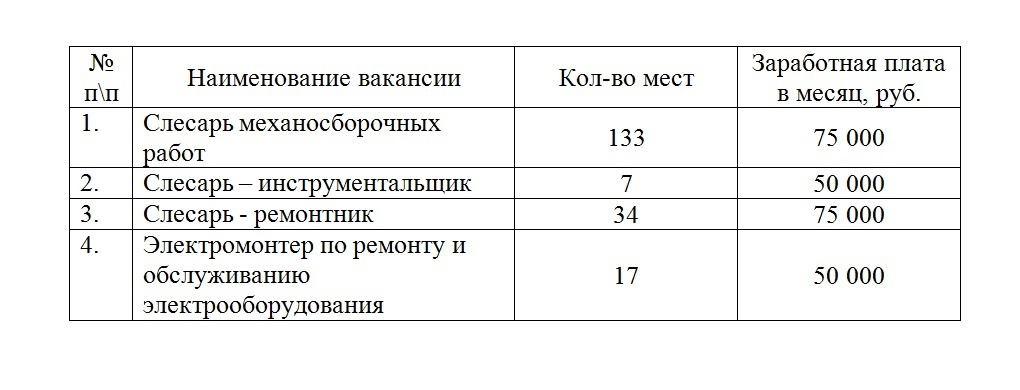 № п\п Наименование вакансии Кол-во мест Заработная плата в месяц, руб.
1. Слесарь механосборочных работ 133 75 000
2. Слесарь – инструментальщик 7 50 000
3. Слесарь - ремонтник 34 75 000
4. Электромонтер по ремонту и обслуживанию электрооборудования 17 50 000